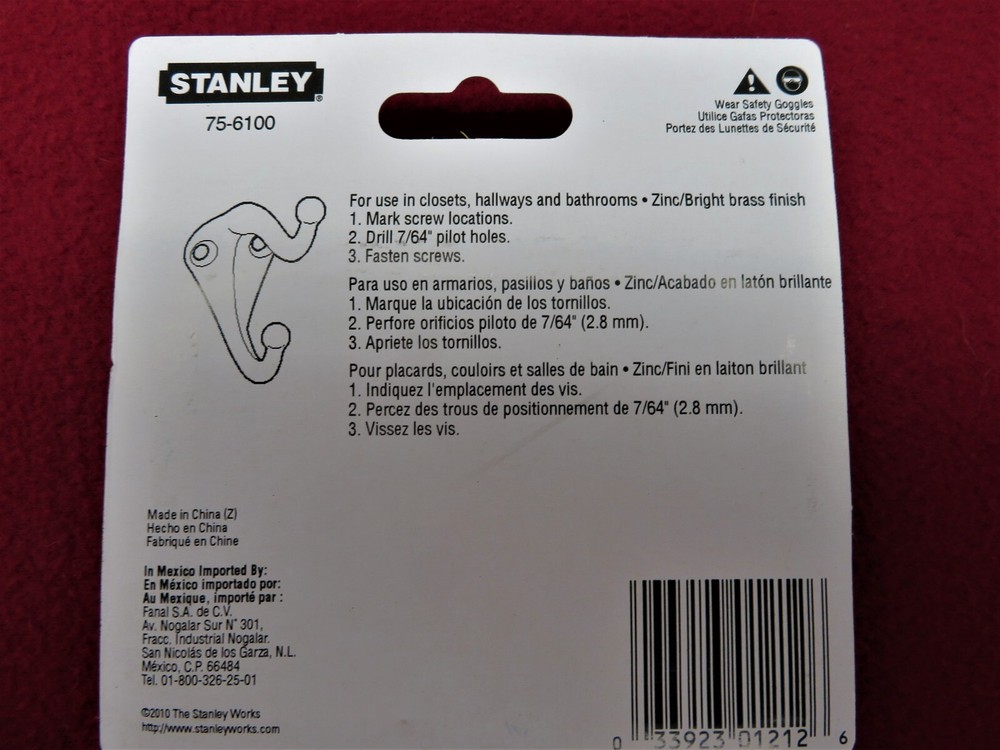 STANLEY®
75-6100
Wear Safety Goggles
Utilice Gafas Protectoras
Portez des Lunettes de Sécurité
For use in closets, hallways and bathrooms • Zinc/Bright brass finish
1. Mark screw locations.
2. Drill 7/64" pilot holes.
3. Fasten screws.
Para uso en armarios, pasillos y baños • Zinc/Acabado en latón brillante
1. Marque la ubicación de los tornillos.
2. Perfore orificios piloto de 7/64" (2.8 mm).
3. Apriete los tornillos.
Pour placards, couloirs et salles de bain • Zinc/Fini en laiton brillant
1. Indiquez l'emplacement des vis.
2. Percez des trous de positionnement de 7/64" (2.8 mm).
3. Vissez les vis.
Made in China (Z)
Hecho en China
Fabriqué en Chine
In Mexico Imported By:
En México importado por:
Au Mexique, importé par :
Fanal S.A. de C.V.
Av. Nogalar Sur N° 301,
Fracc. Industrial Nogalar.
San Nicolás de los Garza, N.L.
México, C.P. 66484
Tel. 01-800-326-25-01
©2010 The Stanley Works
http://www.stanleyworks.com
0 33923 01212 6